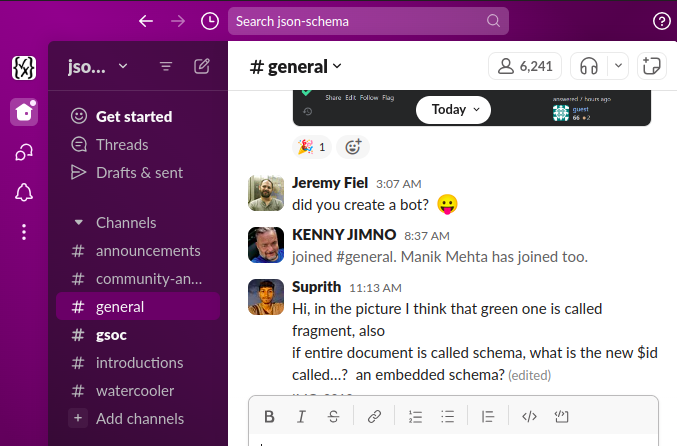 Search json-schema
jso...
# general
6,241
Get started
Threads
Drafts & sent
Channels
# announcements
# community-an...
# general
# gsoc
# introductions
# watercooler
+ Add channels
Share Edit Follow Flag
answered 7 hours ago
guest
66 2
Today
1
Jeremy Fiel 3:07 AM
did you create a bot? 😛
KENNY JIMNO 8:37 AM
joined #general. Manik Mehta has joined too.
Suprith 11:13 AM
Hi, in the picture I think that green one is called
fragment, also
if entire document is called schema, what is the new $id
called...? an embedded schema? (edited)